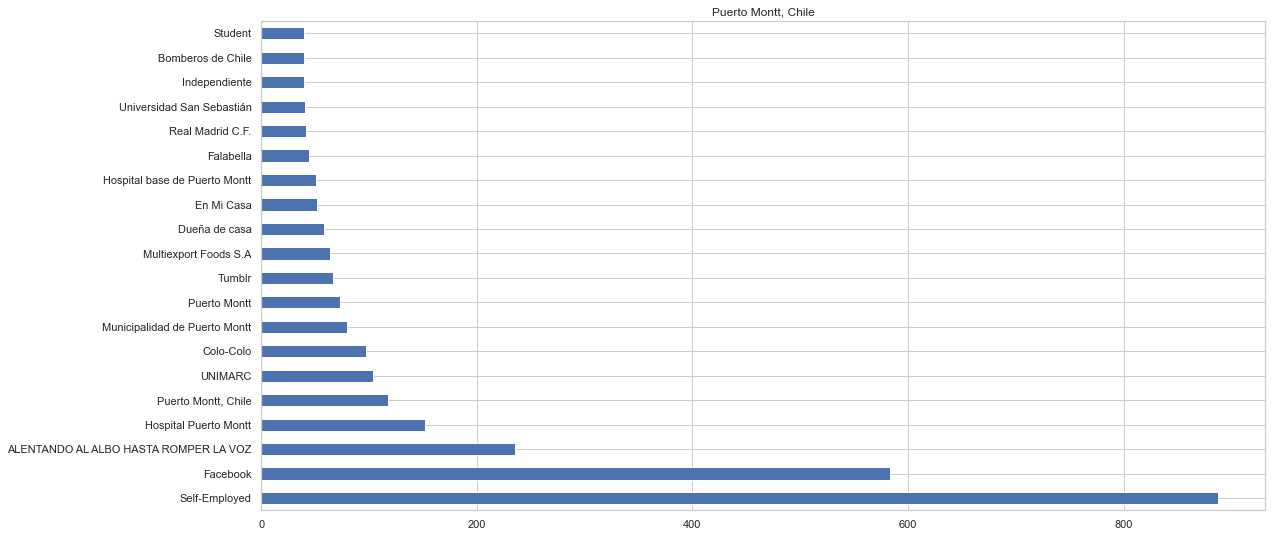 Puerto Montt, Chile
Student
Bomberos de Chile
Independiente
Universidad San Sebastián
Real Madrid C.F.
Falabella
Hospital base de Puerto Montt
En Mi Casa
Dueña de casa
Multiexport Foods S.A
Tumblr
Puerto Montt
Municipalidad de Puerto Montt
Colo-Colo
UNIMARC
Puerto Montt, Chile
Hospital Puerto Montt
ALENTANDO AL ALBO HASTA ROMPER LA VOZ
Facebook
Self-Employed
0 200 400 600 800